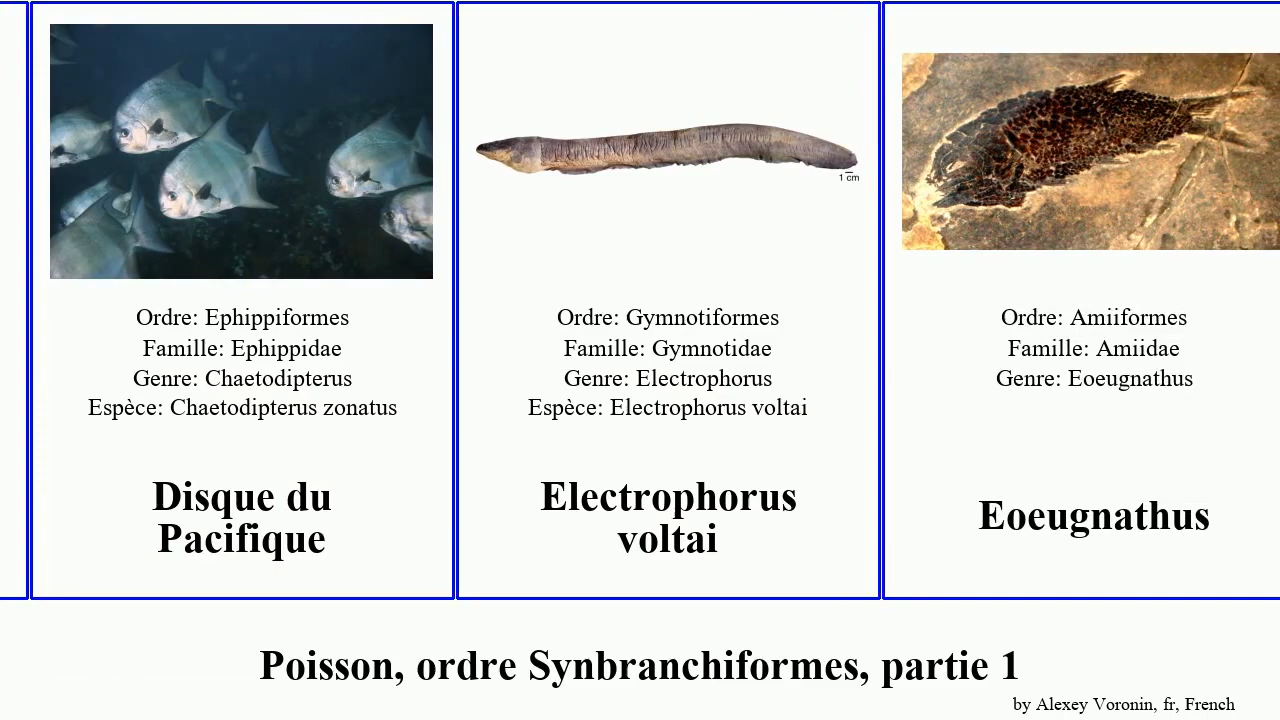 1 cm
Ordre: Ephippiformes
Famille: Ephippidae
Genre: Chaetodipterus
Espèce: Chaetodipterus zonatus
Disque du
Pacifique
Ordre: Gymnotiformes
Famille: Gymnotidae
Genre: Electrophorus
Espèce: Electrophorus voltai
Electrophorus
voltai
Ordre: Amiiformes
Famille: Amiidae
Genre: Eoeugnathus
Eoeugnathus
Poisson, ordre Synbranchiformes, partie 1
by Alexey Voronin, fr, French